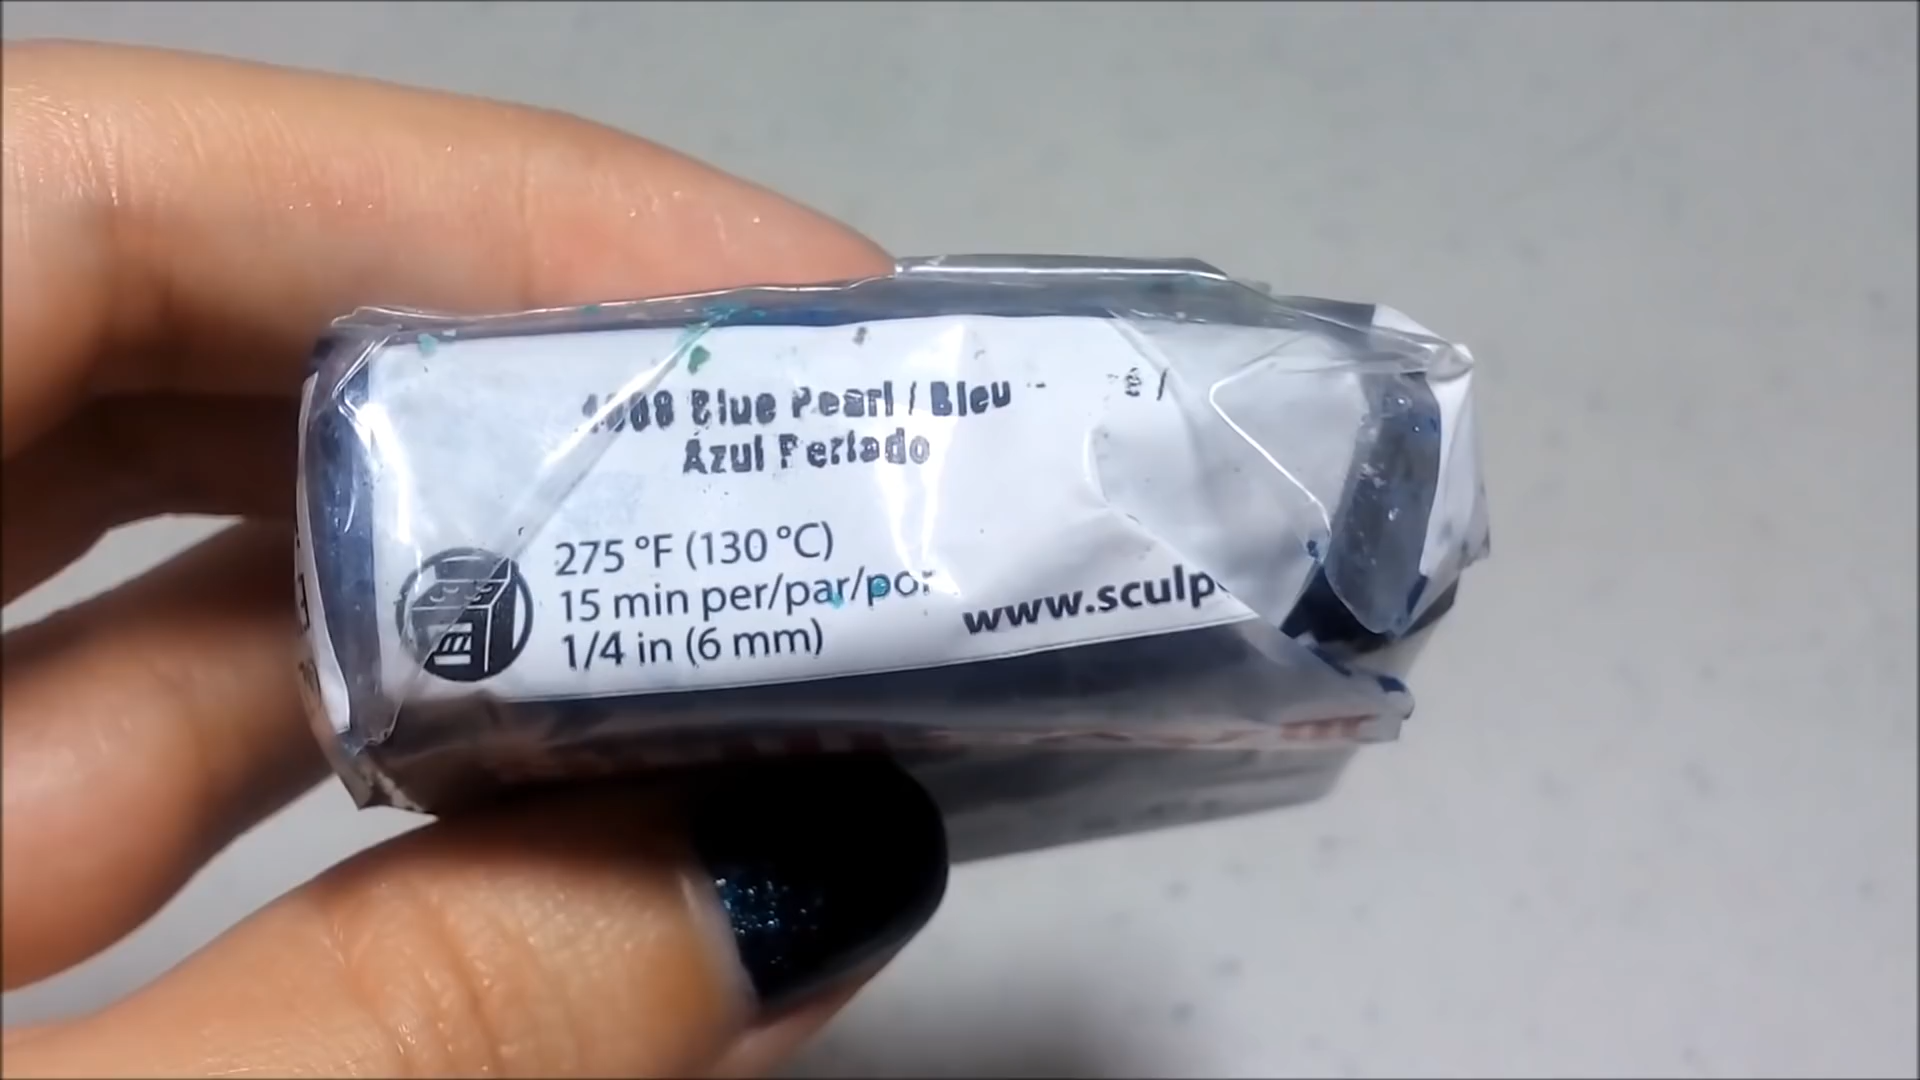 Blue Pearl / Bleu
Azul Perlado
275 °F (130 °C)
15 min per/par/por
1/4 in (6 mm)
www.sculp